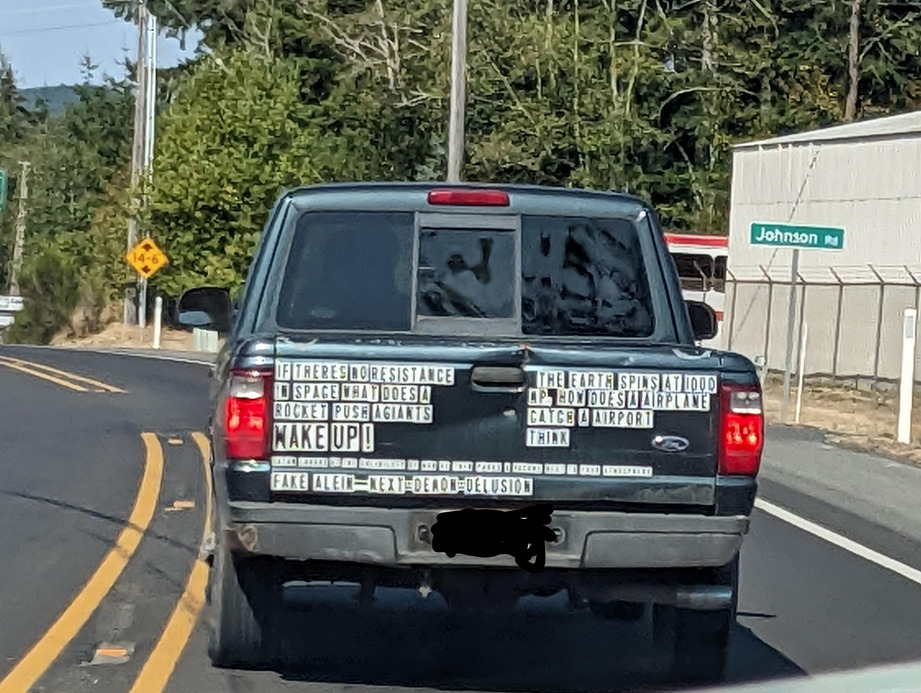 14-6
Johnson Rd
IF THERES NO RESISTANCE
IN SPACE WHAT DOES A
ROCKET PUSH AGIANTS
WAKE UP!
THE EARTH SPINS AT 1000
MP. HOW DOES A AIRPLANE
CATCH A AIRPORT
THINK
Ford
FAKE ALEIN=NEXT=DEMON=DELUSION